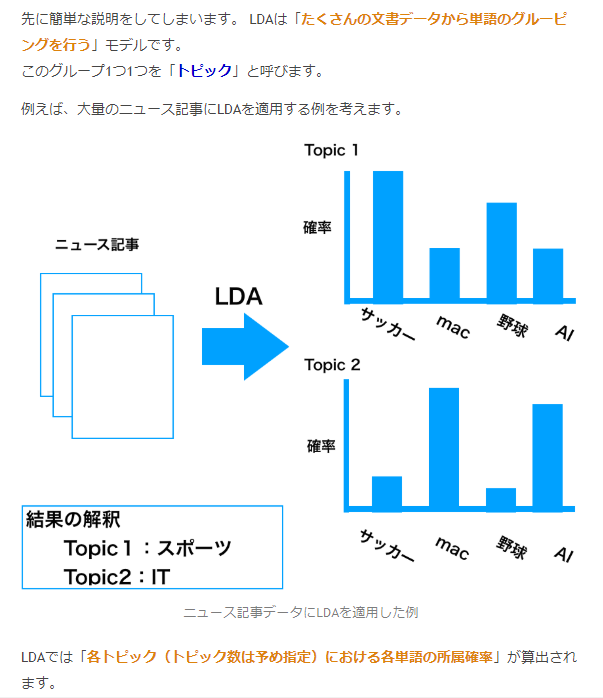 先に簡単な説明をしてしまいます。 LDAは「たくさんの文書データから単語のグルーピ
ングを行う」モデルです。
このグループ1つ1つを「トピック」と呼びます。
例えば、大量のニュース記事にLDAを適用する例を考えます。
Topic 1
確率
サッカー mac 野球 AI
ニュース記事
LDA
Topic 2
確率
サッカー mac 野球 AI
結果の解釈
Topic１：スポーツ
Topic2：IT
ニュース記事データにLDAを適用した例
LDAでは「各トピック（トピック数は予め指定）における各単語の所属確率」が算出され
ます。